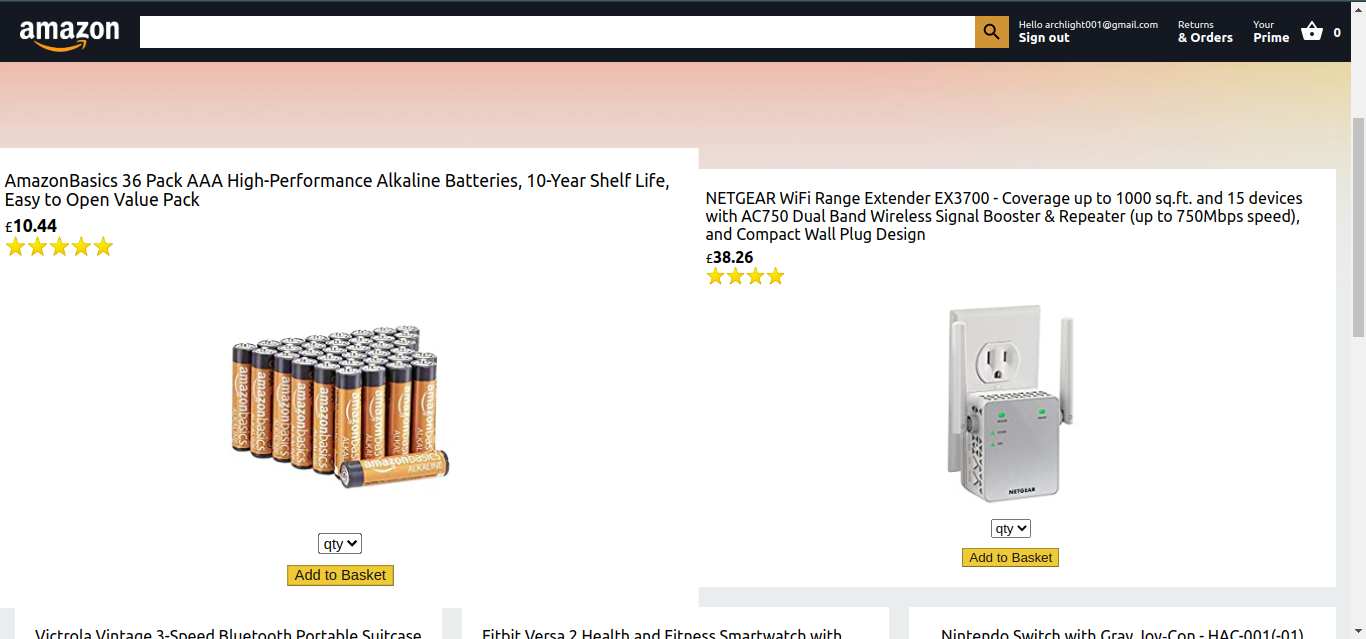 amazon
Hello archlight001@gmail.com
Sign out
Returns
& Orders
Your
Prime
0
AmazonBasics 36 Pack AAA High-Performance Alkaline Batteries, 10-Year Shelf Life,
Easy to Open Value Pack
£10.44
amazonbasics
ALKALINE
qty
Add to Basket
NETGEAR WiFi Range Extender EX3700 - Coverage up to 1000 sq.ft. and 15 devices
with AC750 Dual Band Wireless Signal Booster & Repeater (up to 750Mbps speed),
and Compact Wall Plug Design
£38.26
NETGEAR
qty
Add to Basket
Victrola Vintage 3-Speed Bluetooth Portable Suitcase
Fitbit Versa 2 Health and Fitness Smartwatch with
Nintendo Switch with Gray Joy-Con - HAC-001(-01)